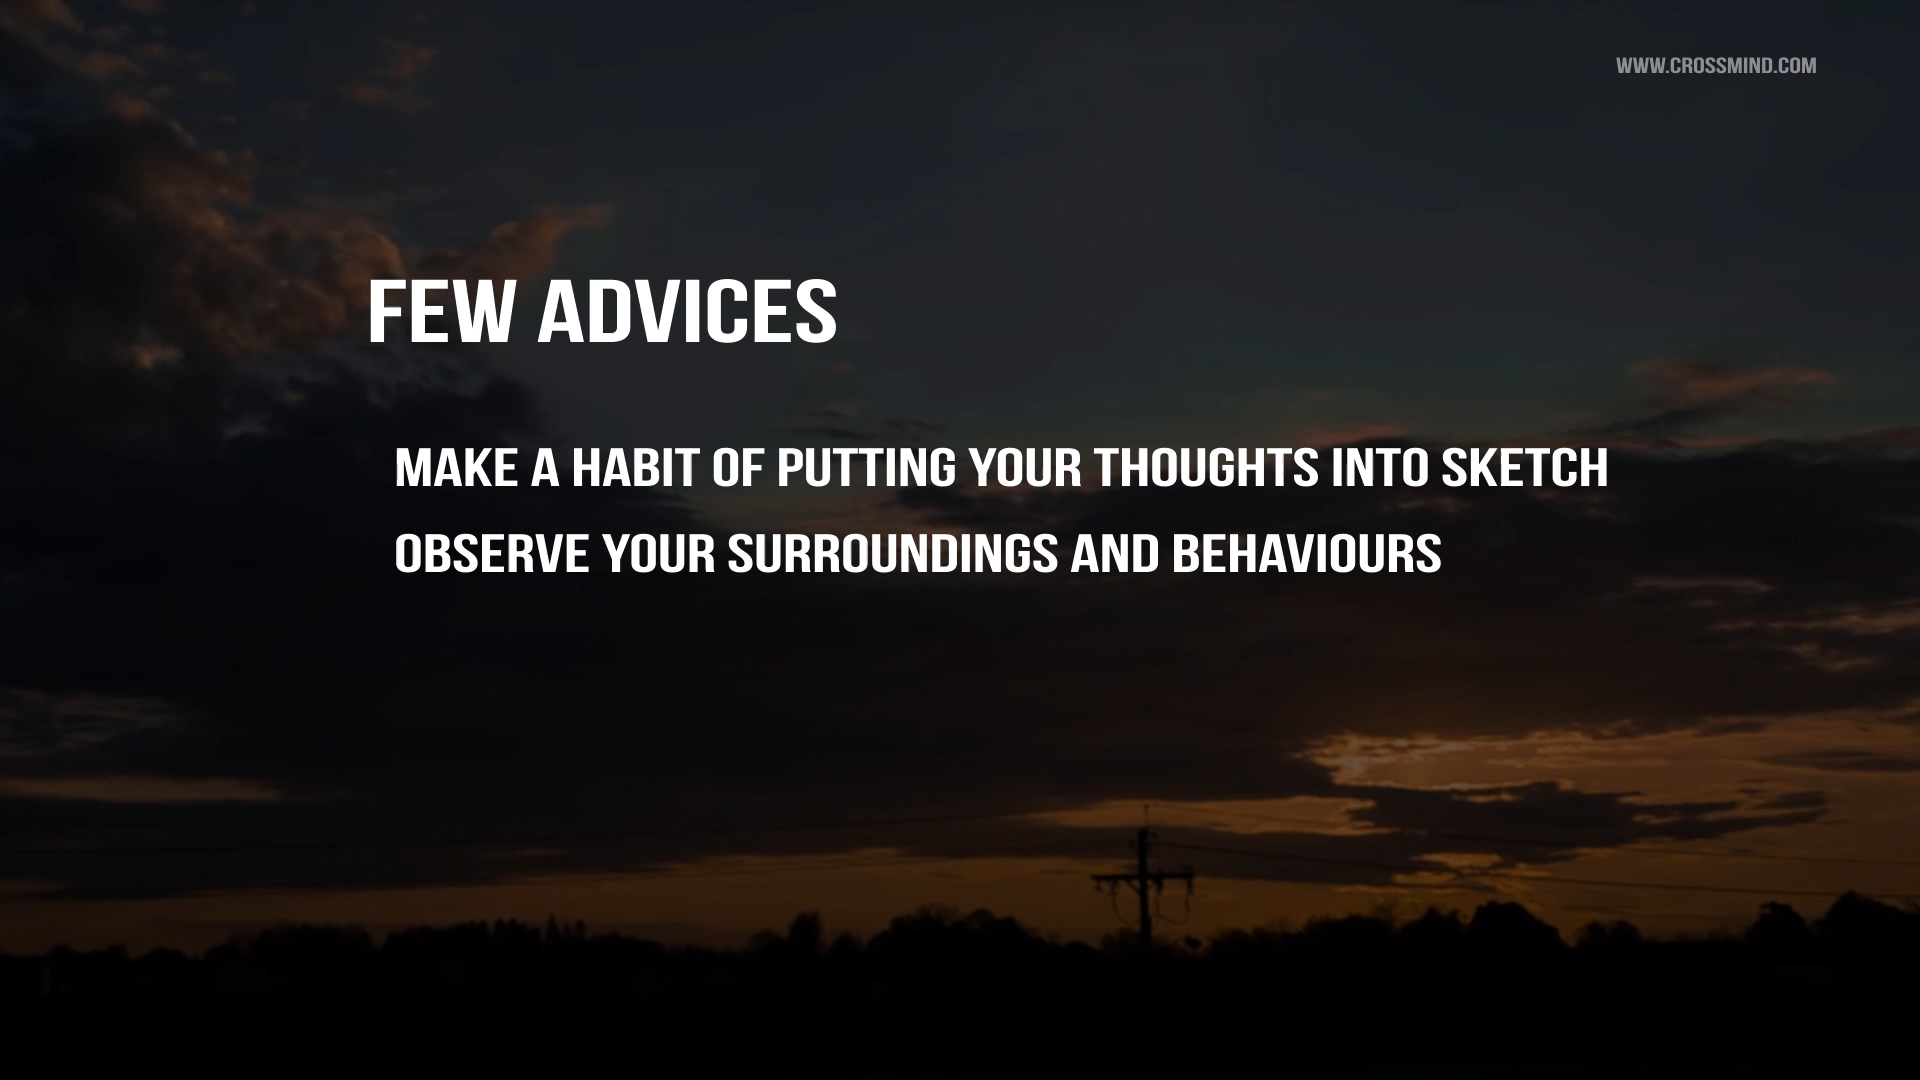 WWW.CROSSMIND.COM
FEW ADVICES
MAKE A HABIT OF PUTTING YOUR THOUGHTS INTO SKETCH
OBSERVE YOUR SURROUNDINGS AND BEHAVIOURS